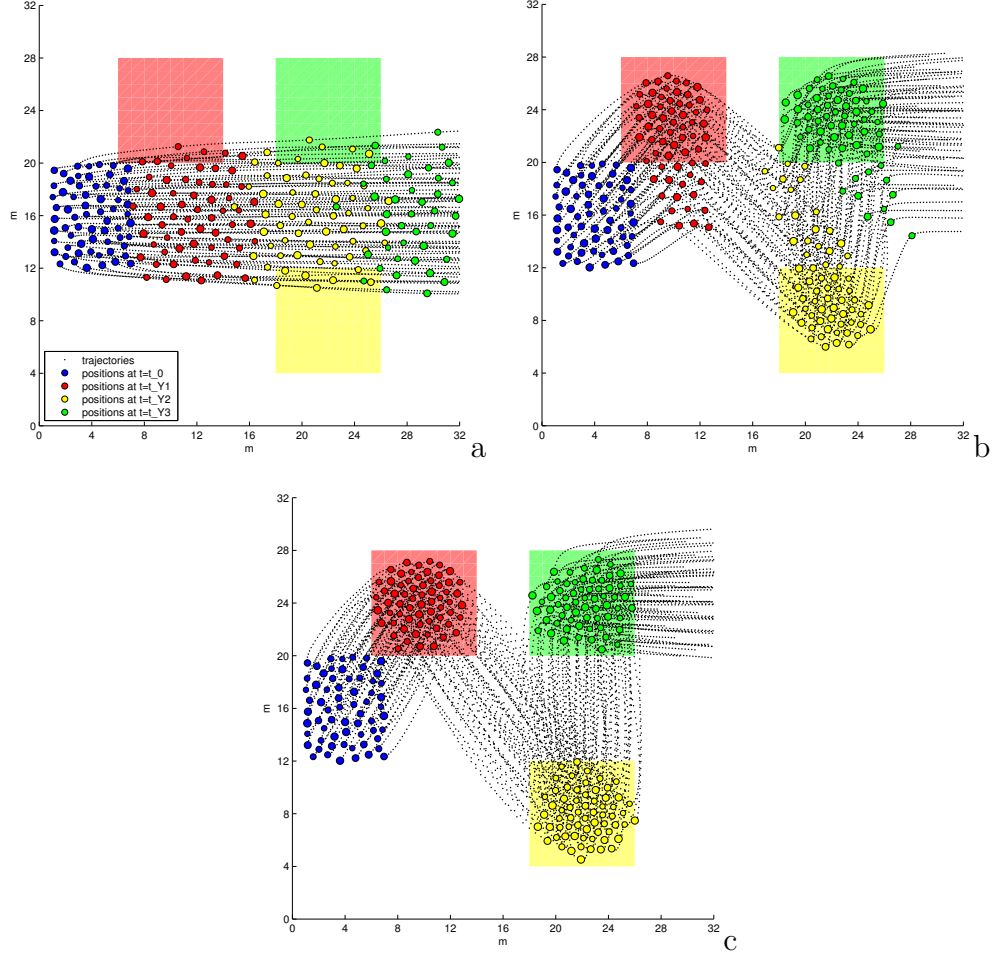 32
28
24
20
16
12
8
4
0
m
trajectories
positions at t=t_0
positions at t=t_Y1
positions at t=t_Y2
positions at t=t_Y3
0 4 8 12 16 20 24 28 32
m
a
32
28
24
20
16
12
8
4
0
m
0 4 8 12 16 20 24 28 32
m
b
32
28
24
20
16
12
8
4
0
m
0 4 8 12 16 20 24 28 32
m
c